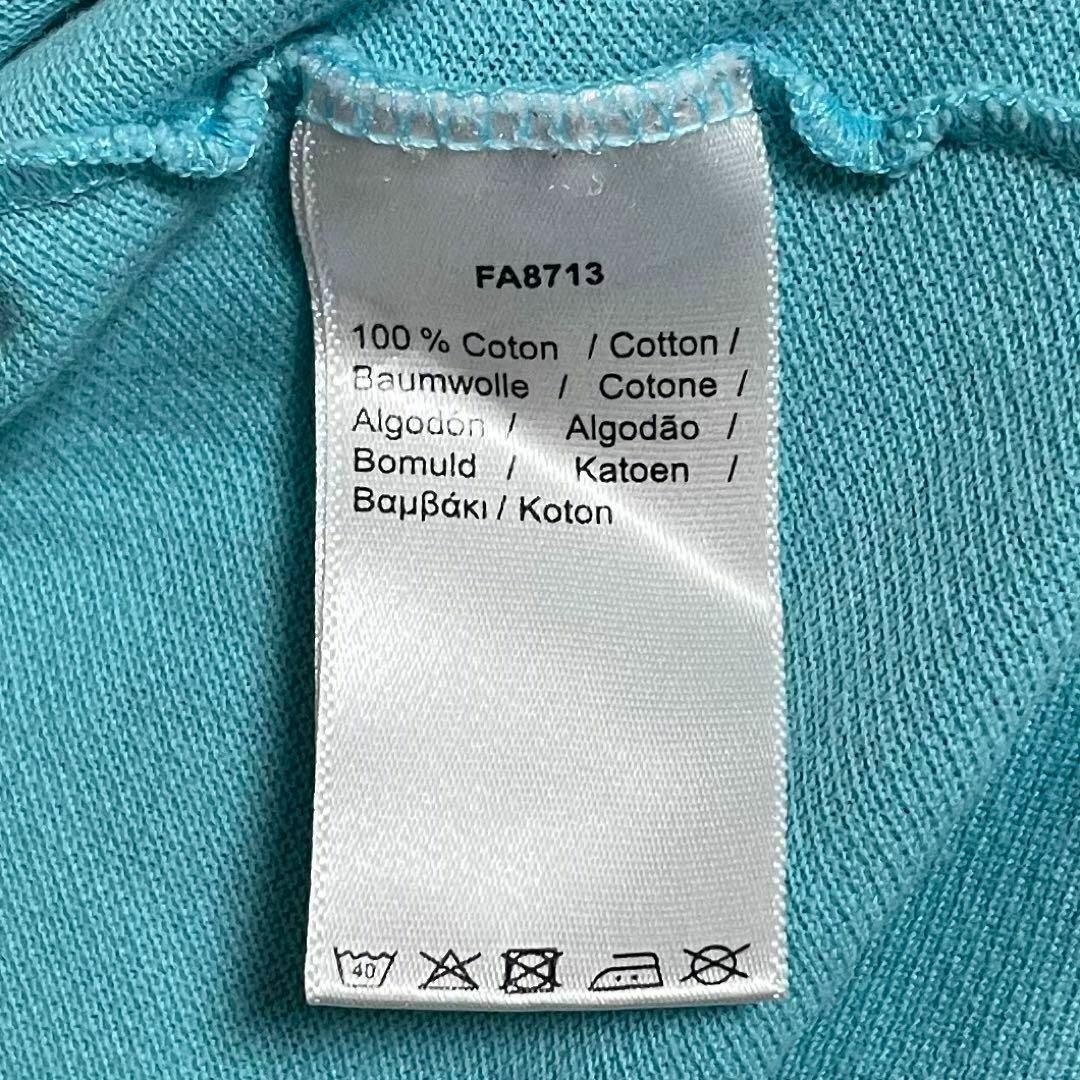 FA8713
100 % Coton / Cotton /
Baumwolle / Cotone /
Algodón / Algodão /
Bomuld / Katoen /
Βαμβάκι / Koton
40